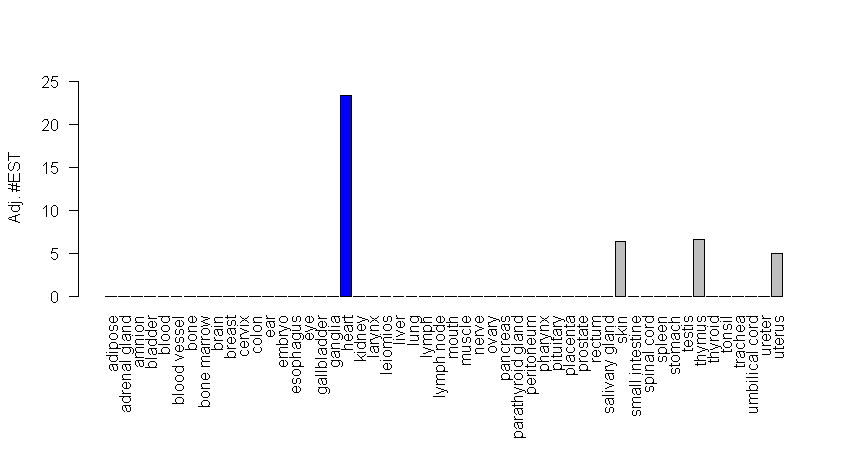 25
20
15
10
5
0
Adj. #EST
adipose
adrenal gland
amnion
bladder
blood
blood vessel
bone
bone marrow
brain
breast
cervix
colon
ear
embryo
esophagus
eye
gallbladder
ganglia
heart
kidney
larynx
leiomios
liver
lung
lymph
lymph node
mouth
muscle
nerve
ovary
pancreas
parathyroid gland
peritoneum
pharynx
pituitary
placenta
prostate
rectum
salivary gland
skin
small intestine
spinal cord
spleen
stomach
testis
thymus
thyroid
tonsil
trachea
umbilical cord
ureter
uterus